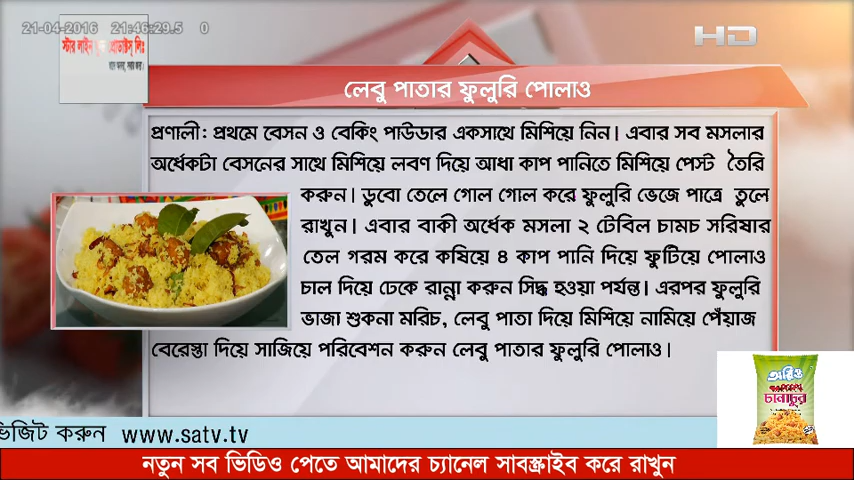 21-04-2016 21:46:29.5 0
HD
স্টার লাইন প্রোডাক্টস্ লিঃ
লেবু পাতার ফুলুরি পোলাও
প্রণালী: প্রথমে বেসন ও বেকিং পাউডার একসাথে মিশিয়ে নিন। এবার সব মসলার
অর্ধেকটা বেসনের সাথে মিশিয়ে লবণ দিয়ে আধা কাপ পানিতে মিশিয়ে পেস্ট তৈরি
করুন। ডুবো তেলে গোল গোল করে ফুলুরি ভেজে পাত্রে তুলে
রাখুন। এবার বাকী অর্ধেক মসলা ২ টেবিল চামচ সরিষার
তেল গরম করে কষিয়ে ৪ কাপ পানি দিয়ে ফুটিয়ে পোলাও
চাল দিয়ে ঢেকে রান্না করুন সিদ্ধ হওয়া পর্যন্ত। এরপর ফুলুরি
ভাজা শুকনা মরিচ, লেবু পাতা দিয়ে মিশিয়ে নামিয়ে পেঁয়াজ
বেরেস্তা দিয়ে সাজিয়ে পরিবেশন করুন লেবু পাতার ফুলুরি পোলাও।
চানাচুর
ভিজিট করুন www.satv.tv
নতুন সব ভিডিও পেতে আমাদের চ্যানেল সাবস্ক্রাইব করে রাখুন